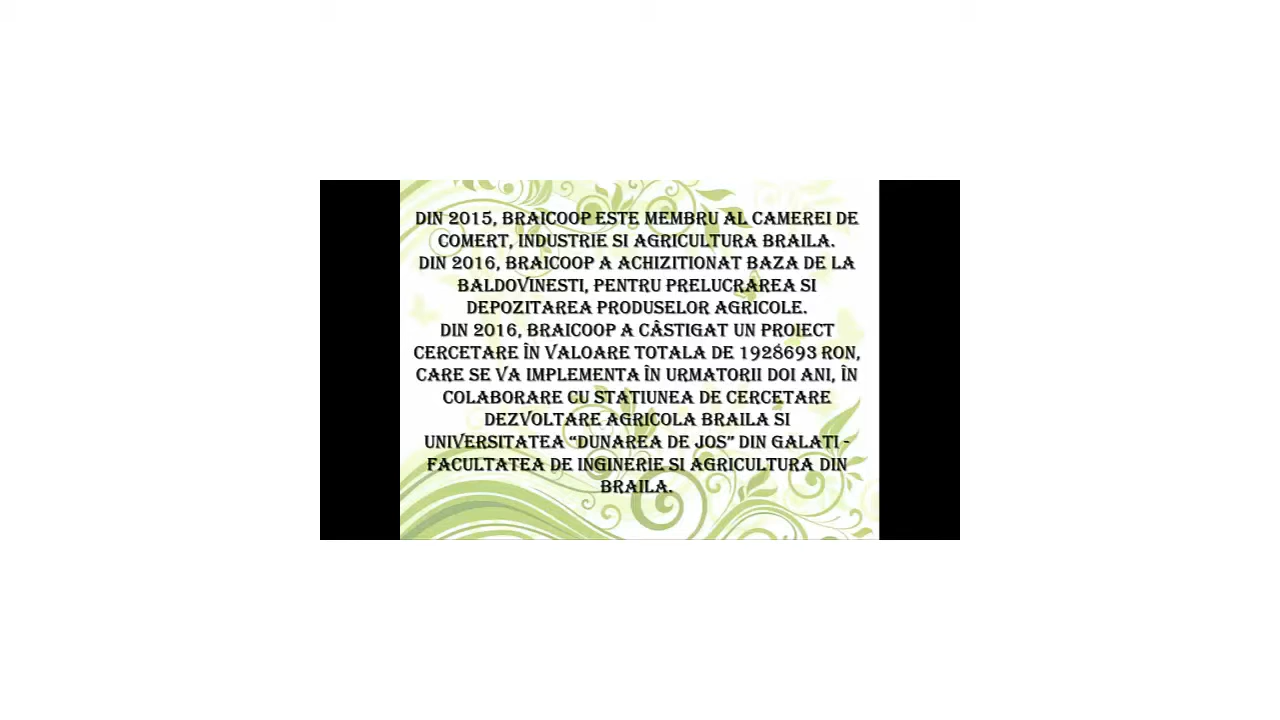 DIN 2015, BRAICOOP ESTE MEMBRU AL CAMEREI DE
COMERT, INDUSTRIE SI AGRICULTURA BRAILA.
DIN 2016, BRAICOOP A ACHIZITIONAT BAZA DE LA
BALDOVINESTI, PENTRU PRELUCRAREA SI
DEPOZITAREA PRODUSELOR AGRICOLE.
DIN 2016, BRAICOOP A CÂSTIGAT UN PROIECT
CERCETARE ÎN VALOARE TOTALA DE 1928693 RON,
CARE SE VA IMPLEMENTA ÎN URMATORII DOI ANI, ÎN
COLABORARE CU STATIUNEA DE CERCETARE
DEZVOLTARE AGRICOLA BRAILA SI
UNIVERSITATEA “DUNAREA DE JOS” DIN GALATI -
FACULTATEA DE INGINERIE SI AGRICULTURA DIN
BRAILA.